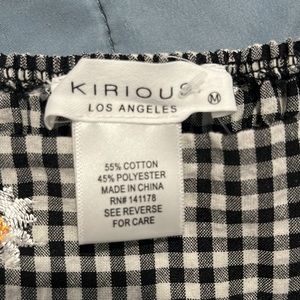 KIRIOUS
LOS ANGELES
M
55% COTTON
45% POLYESTER
MADE IN CHINA
RN# 141178
SEE REVERSE
FOR CARE